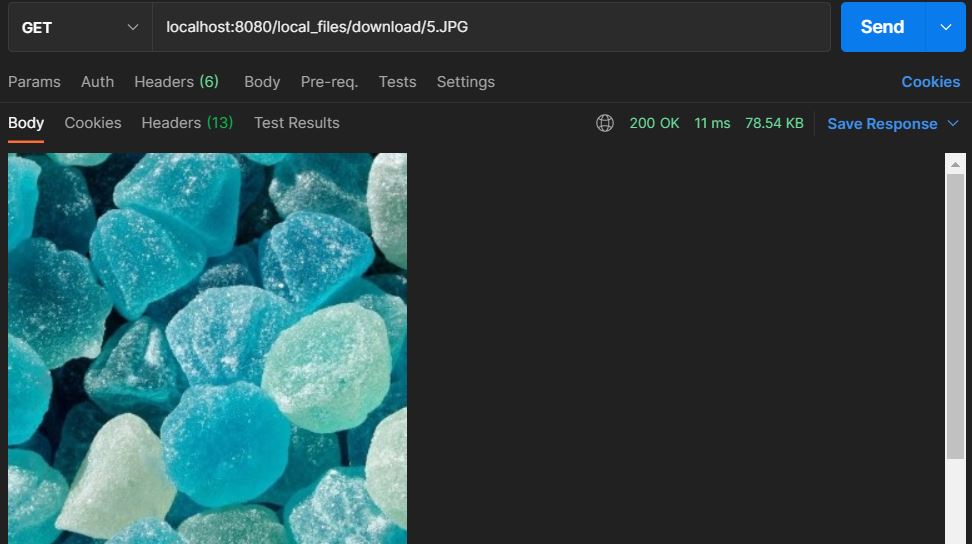 GET localhost:8080/local_files/download/5.JPG Send
Params Auth Headers (6) Body Pre-req. Tests Settings Cookies
Body Cookies Headers (13) Test Results 200 OK 11 ms 78.54 KB Save Response